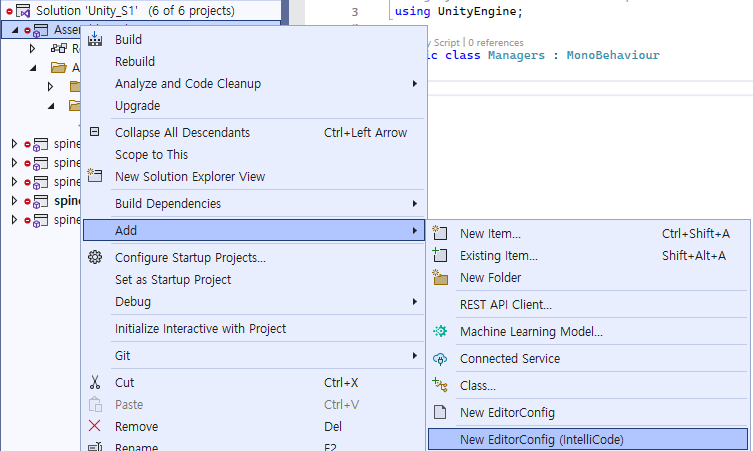 Solution 'Unity_S1' (6 of 6 projects)
3 using UnityEngine;
y Script | 0 references
ic class Managers : MonoBehaviour
Asse
R
A
spine
spine
spine
spine
spine
Build
Rebuild
Analyze and Code Cleanup
Upgrade
Collapse All Descendants Ctrl+Left Arrow
Scope to This
New Solution Explorer View
Build Dependencies
Add
Configure Startup Projects...
Set as Startup Project
Debug
Initialize Interactive with Project
Git
Cut Ctrl+X
Paste Ctrl+V
Remove Del
Rename F2
New Item... Ctrl+Shift+A
Existing Item... Shift+Alt+A
New Folder
REST API Client...
Machine Learning Model...
Connected Service
Class...
New EditorConfig
New EditorConfig (IntelliCode)